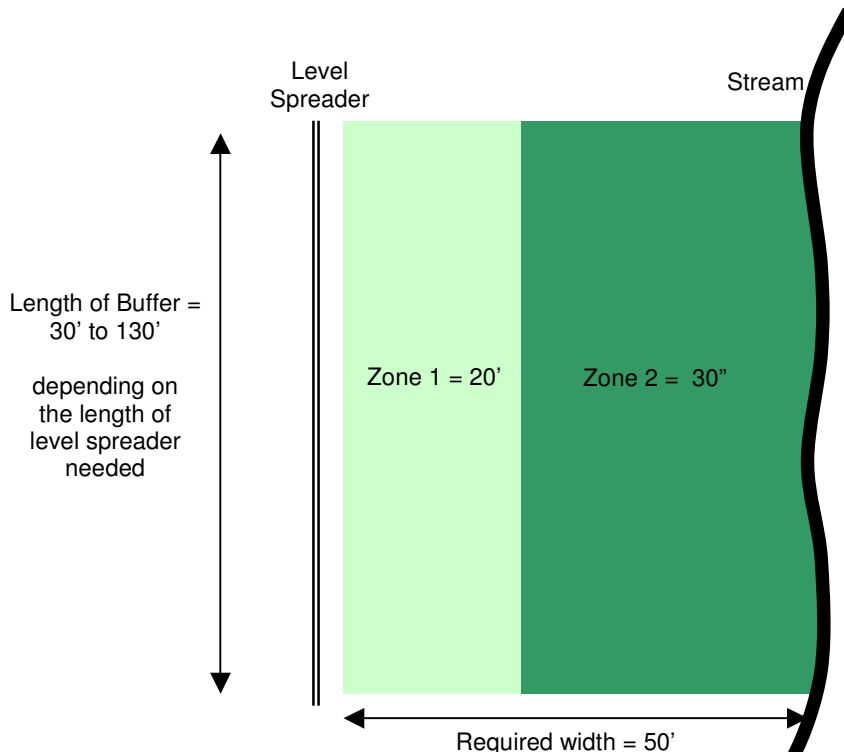 Level
Spreader
Stream
Length of Buffer =
30’ to 130’
depending on
the length of
level spreader
needed
Zone 1 = 20’
Zone 2 =  30”
Required width = 50’